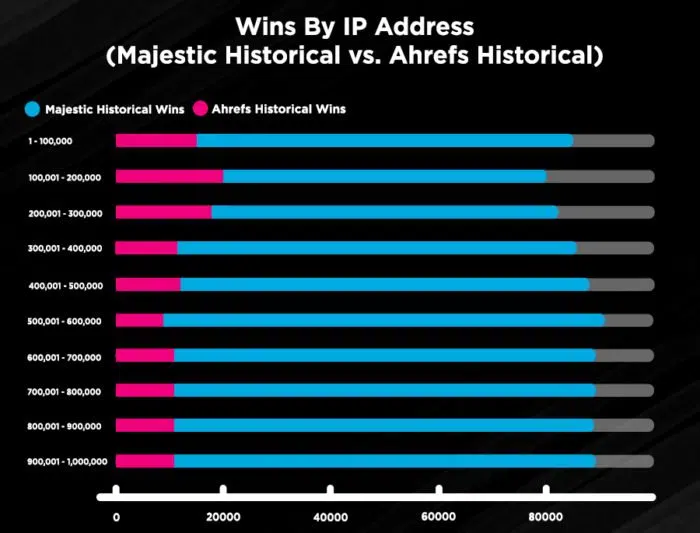 Wins By IP Address
(Majestic Historical vs. Ahrefs Historical)
Majestic Historical Wins Ahrefs Historical Wins
1 - 100,000
100,001 - 200,000
200,001 - 300,000
300,001 - 400,000
400,001 - 500,000
500,001 - 600,000
600,001 - 700,000
700,001 - 800,000
800,001 - 900,000
900,001 - 1,000,000
0 20000 40000 60000 80000